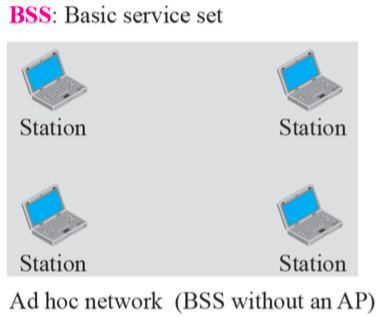 BSS: Basic service set
Station Station
Station Station
Ad hoc network (BSS without an AP)